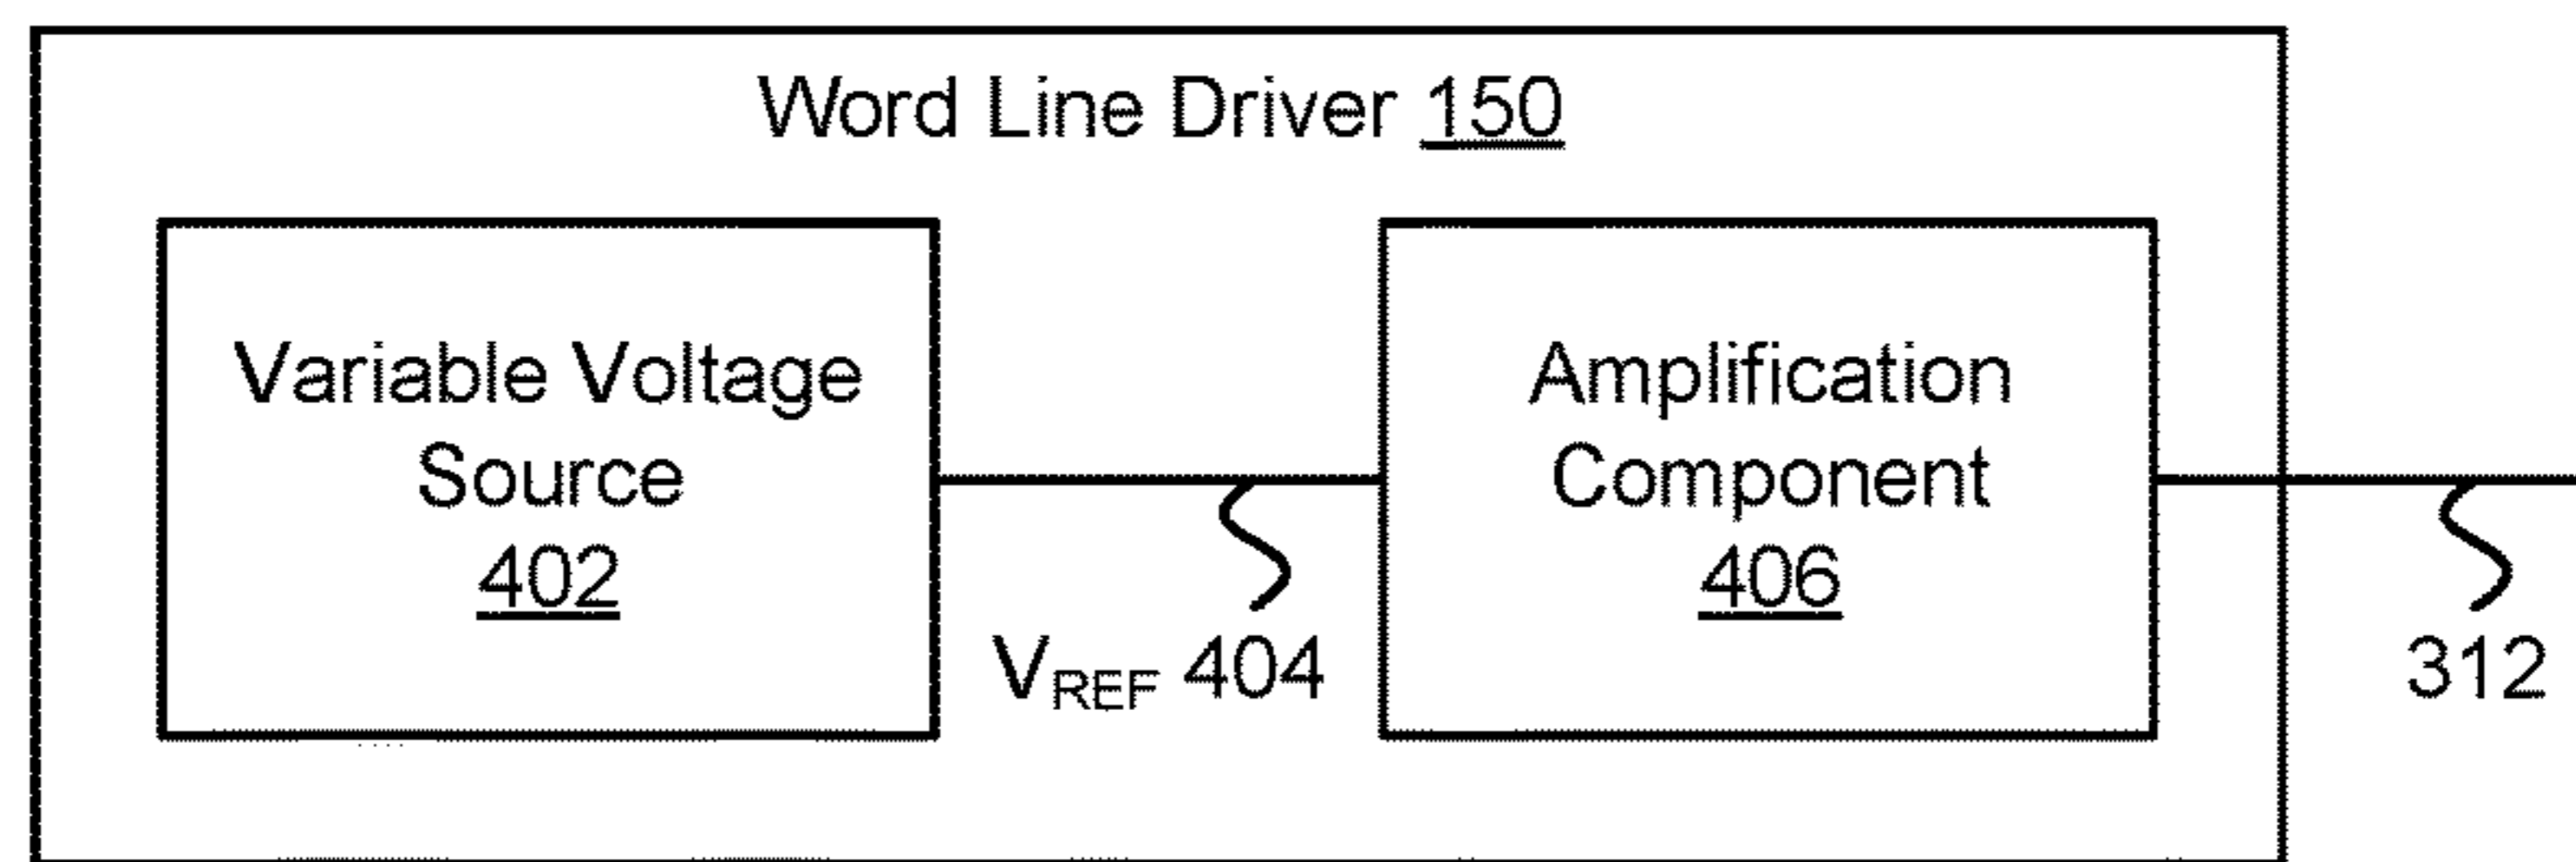 Word Line Driver 150
Variable Voltage
Source
402
VREF 404
Amplification
Component
406
312